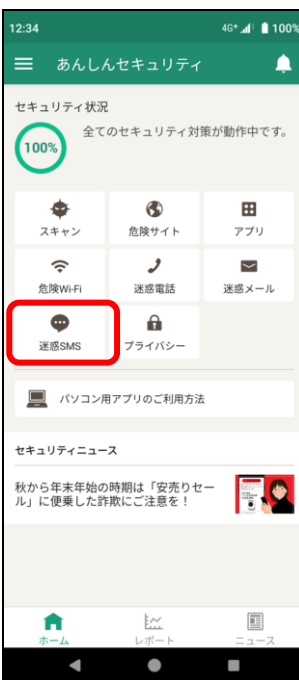 12:34
4G+ 100%
あんしんセキュリティ
セキュリティ状況
100%
全てのセキュリティ対策が動作中です。
スキャン
危険サイト
アプリ
危険Wi-Fi
迷惑電話
迷惑メール
迷惑SMS
プライバシー
パソコン用アプリのご利用方法
セキュリティニュース
秋から年末年始の時期は「安売りセー
ル」に便乗した詐欺にご注意を！
ホーム
レポート
ニュース